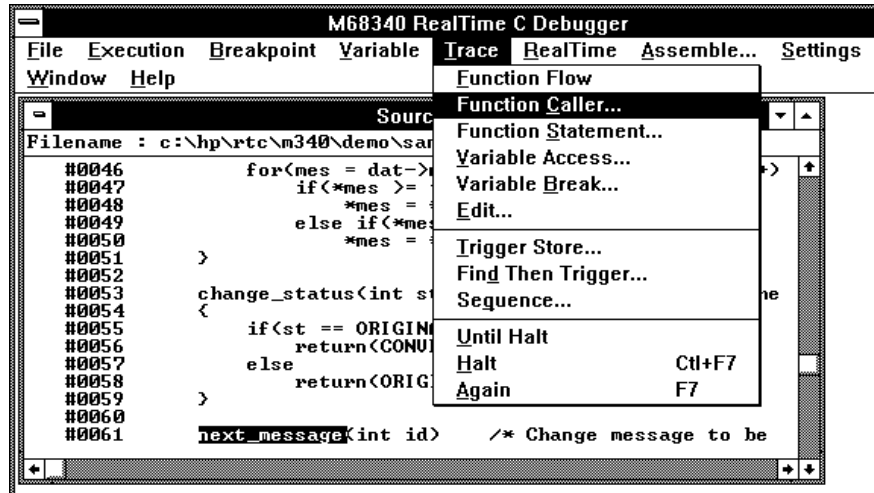 M68340 RealTime C Debugger
File Execution Breakpoint Variable Trace RealTime Assemble... Settings
Window Help
Function Flow
Function Caller...
Function Statement...
Variable Access...
Variable Break...
Edit...
Trigger Store...
Find Then Trigger...
Sequence...
Until Halt
Halt Ctl+F7
Again F7
Sourc
Filename : c:\hp\rtc\m340\demo\sa
#0046 for(mes = dat-> +)
#0047 if(*mes >=
#0048 *mes =
#0049 else if(*mes
#0050 *mes =
#0051 }
#0052
#0053 change_status(int st ne
#0054 {
#0055 if(st == ORIGIN
#0056 return(CONV
#0057 else
#0058 return(ORIG
#0059 }
#0060
#0061 next_message(int id) /* Change message to be